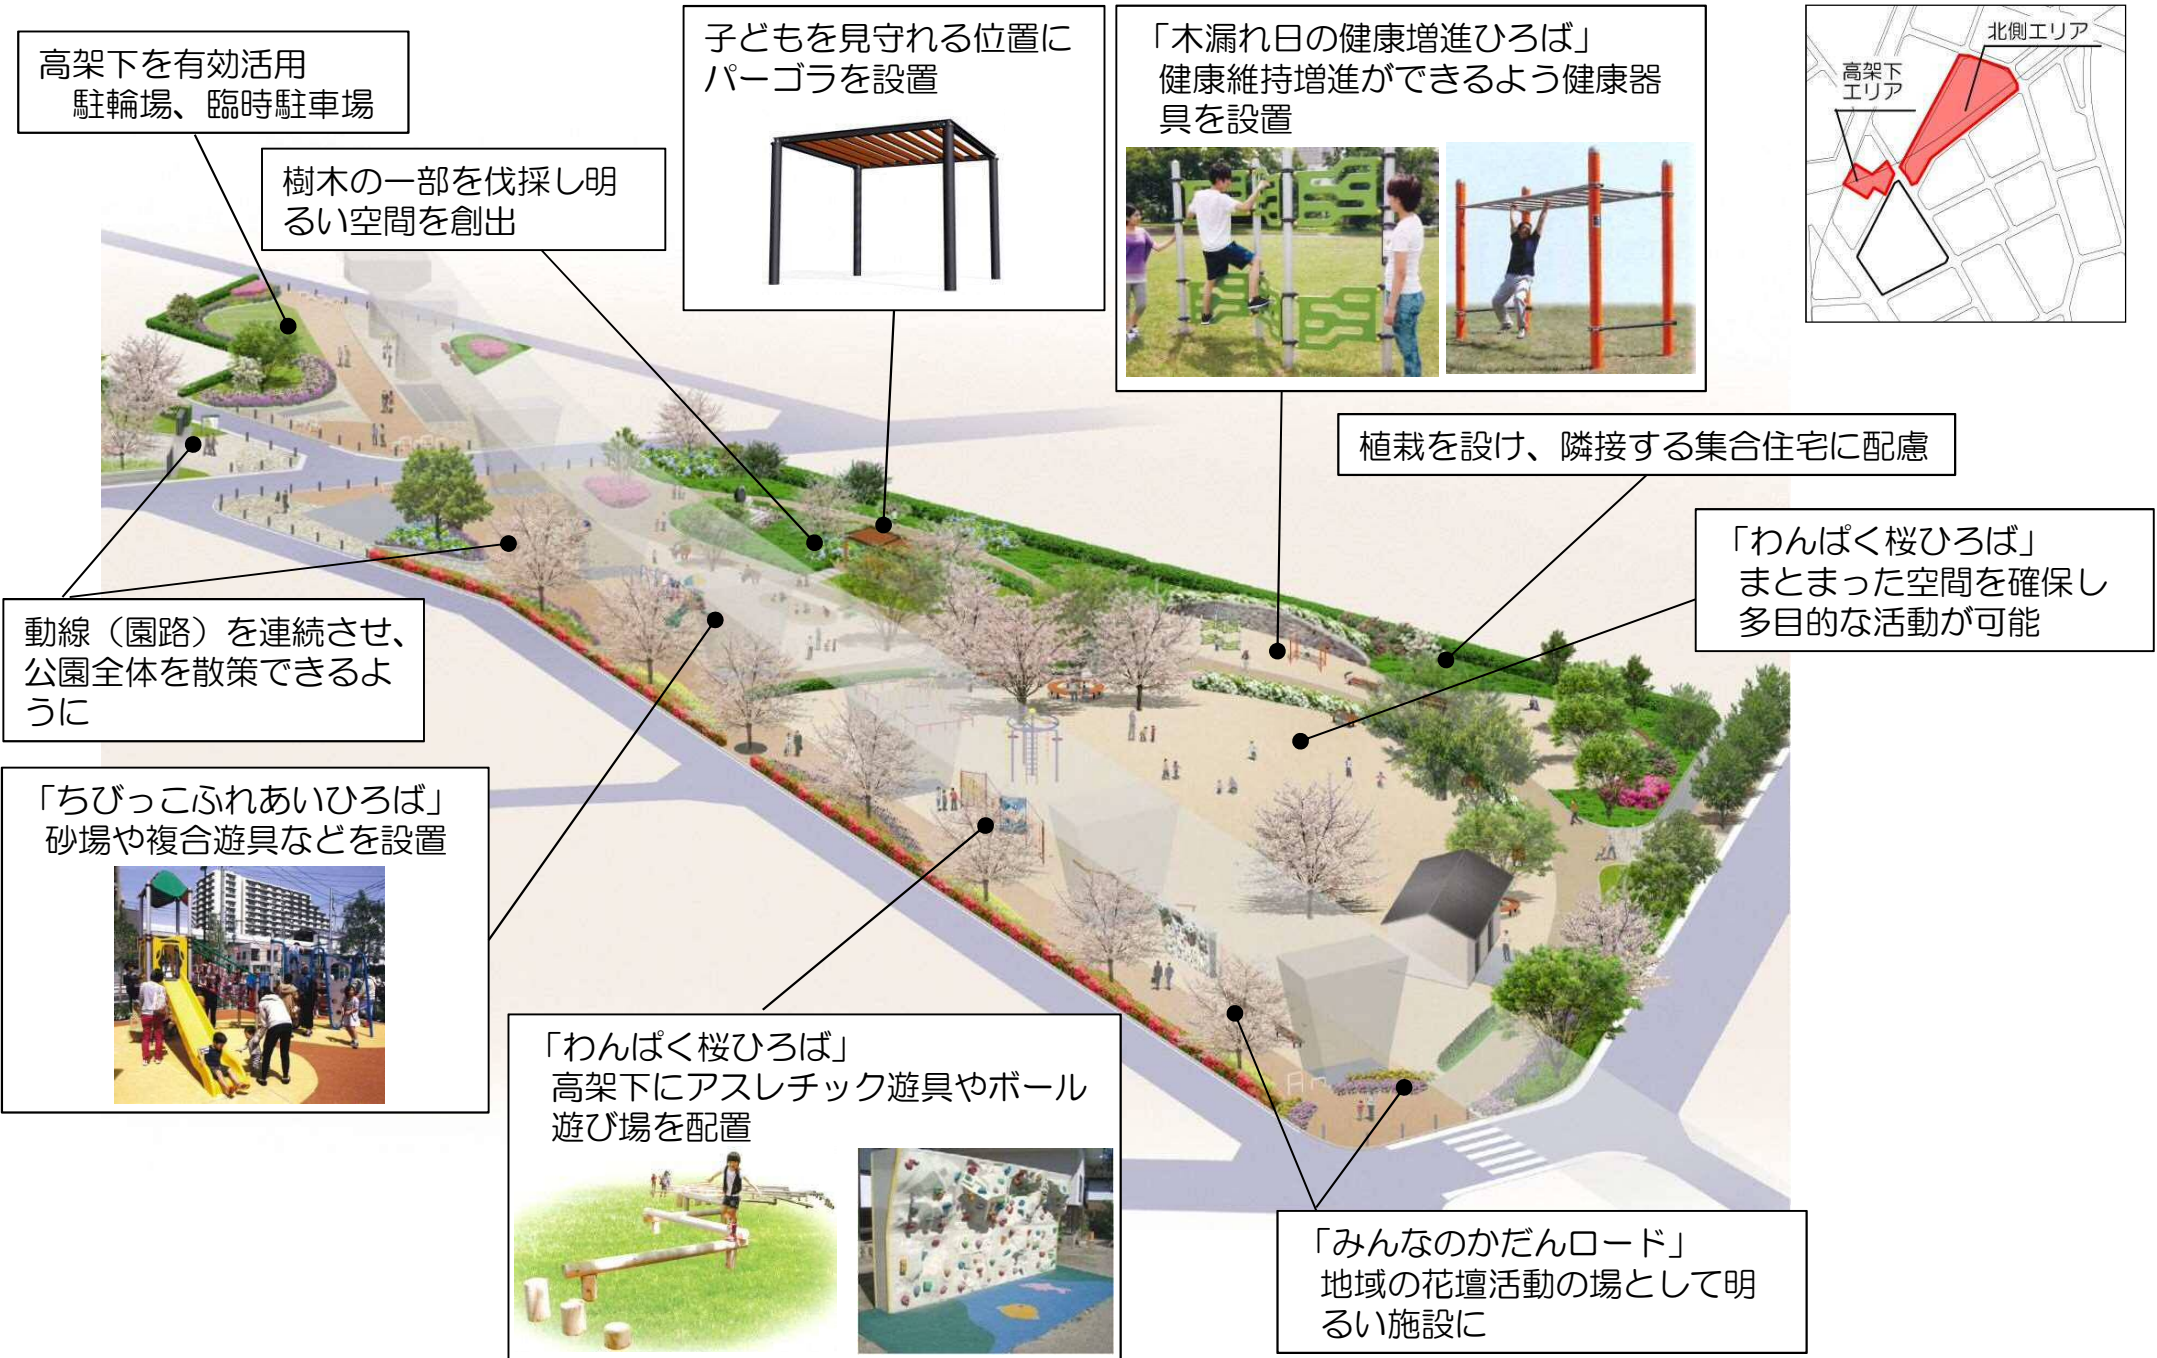 高架下を有効活用
駐輪場、臨時駐車場
樹木の一部を伐採し明
るい空間を創出
子どもを見守れる位置に
パーゴラを設置
「木漏れ日の健康増進ひろば」
健康維持増進ができるよう健康器
具を設置
北側エリア
高架下
エリア
植栽を設け、隣接する集合住宅に配慮
「わんぱく桜ひろば」
まとまった空間を確保し
多目的な活動が可能
動線（園路）を連続させ、
公園全体を散策できるよ
うに
「ちびっこふれあいひろば」
砂場や複合遊具などを設置
「わんぱく桜ひろば」
高架下にアスレチック遊具やボール
遊び場を配置
「みんなのかだんロード」
地域の花壇活動の場として明
るい施設に